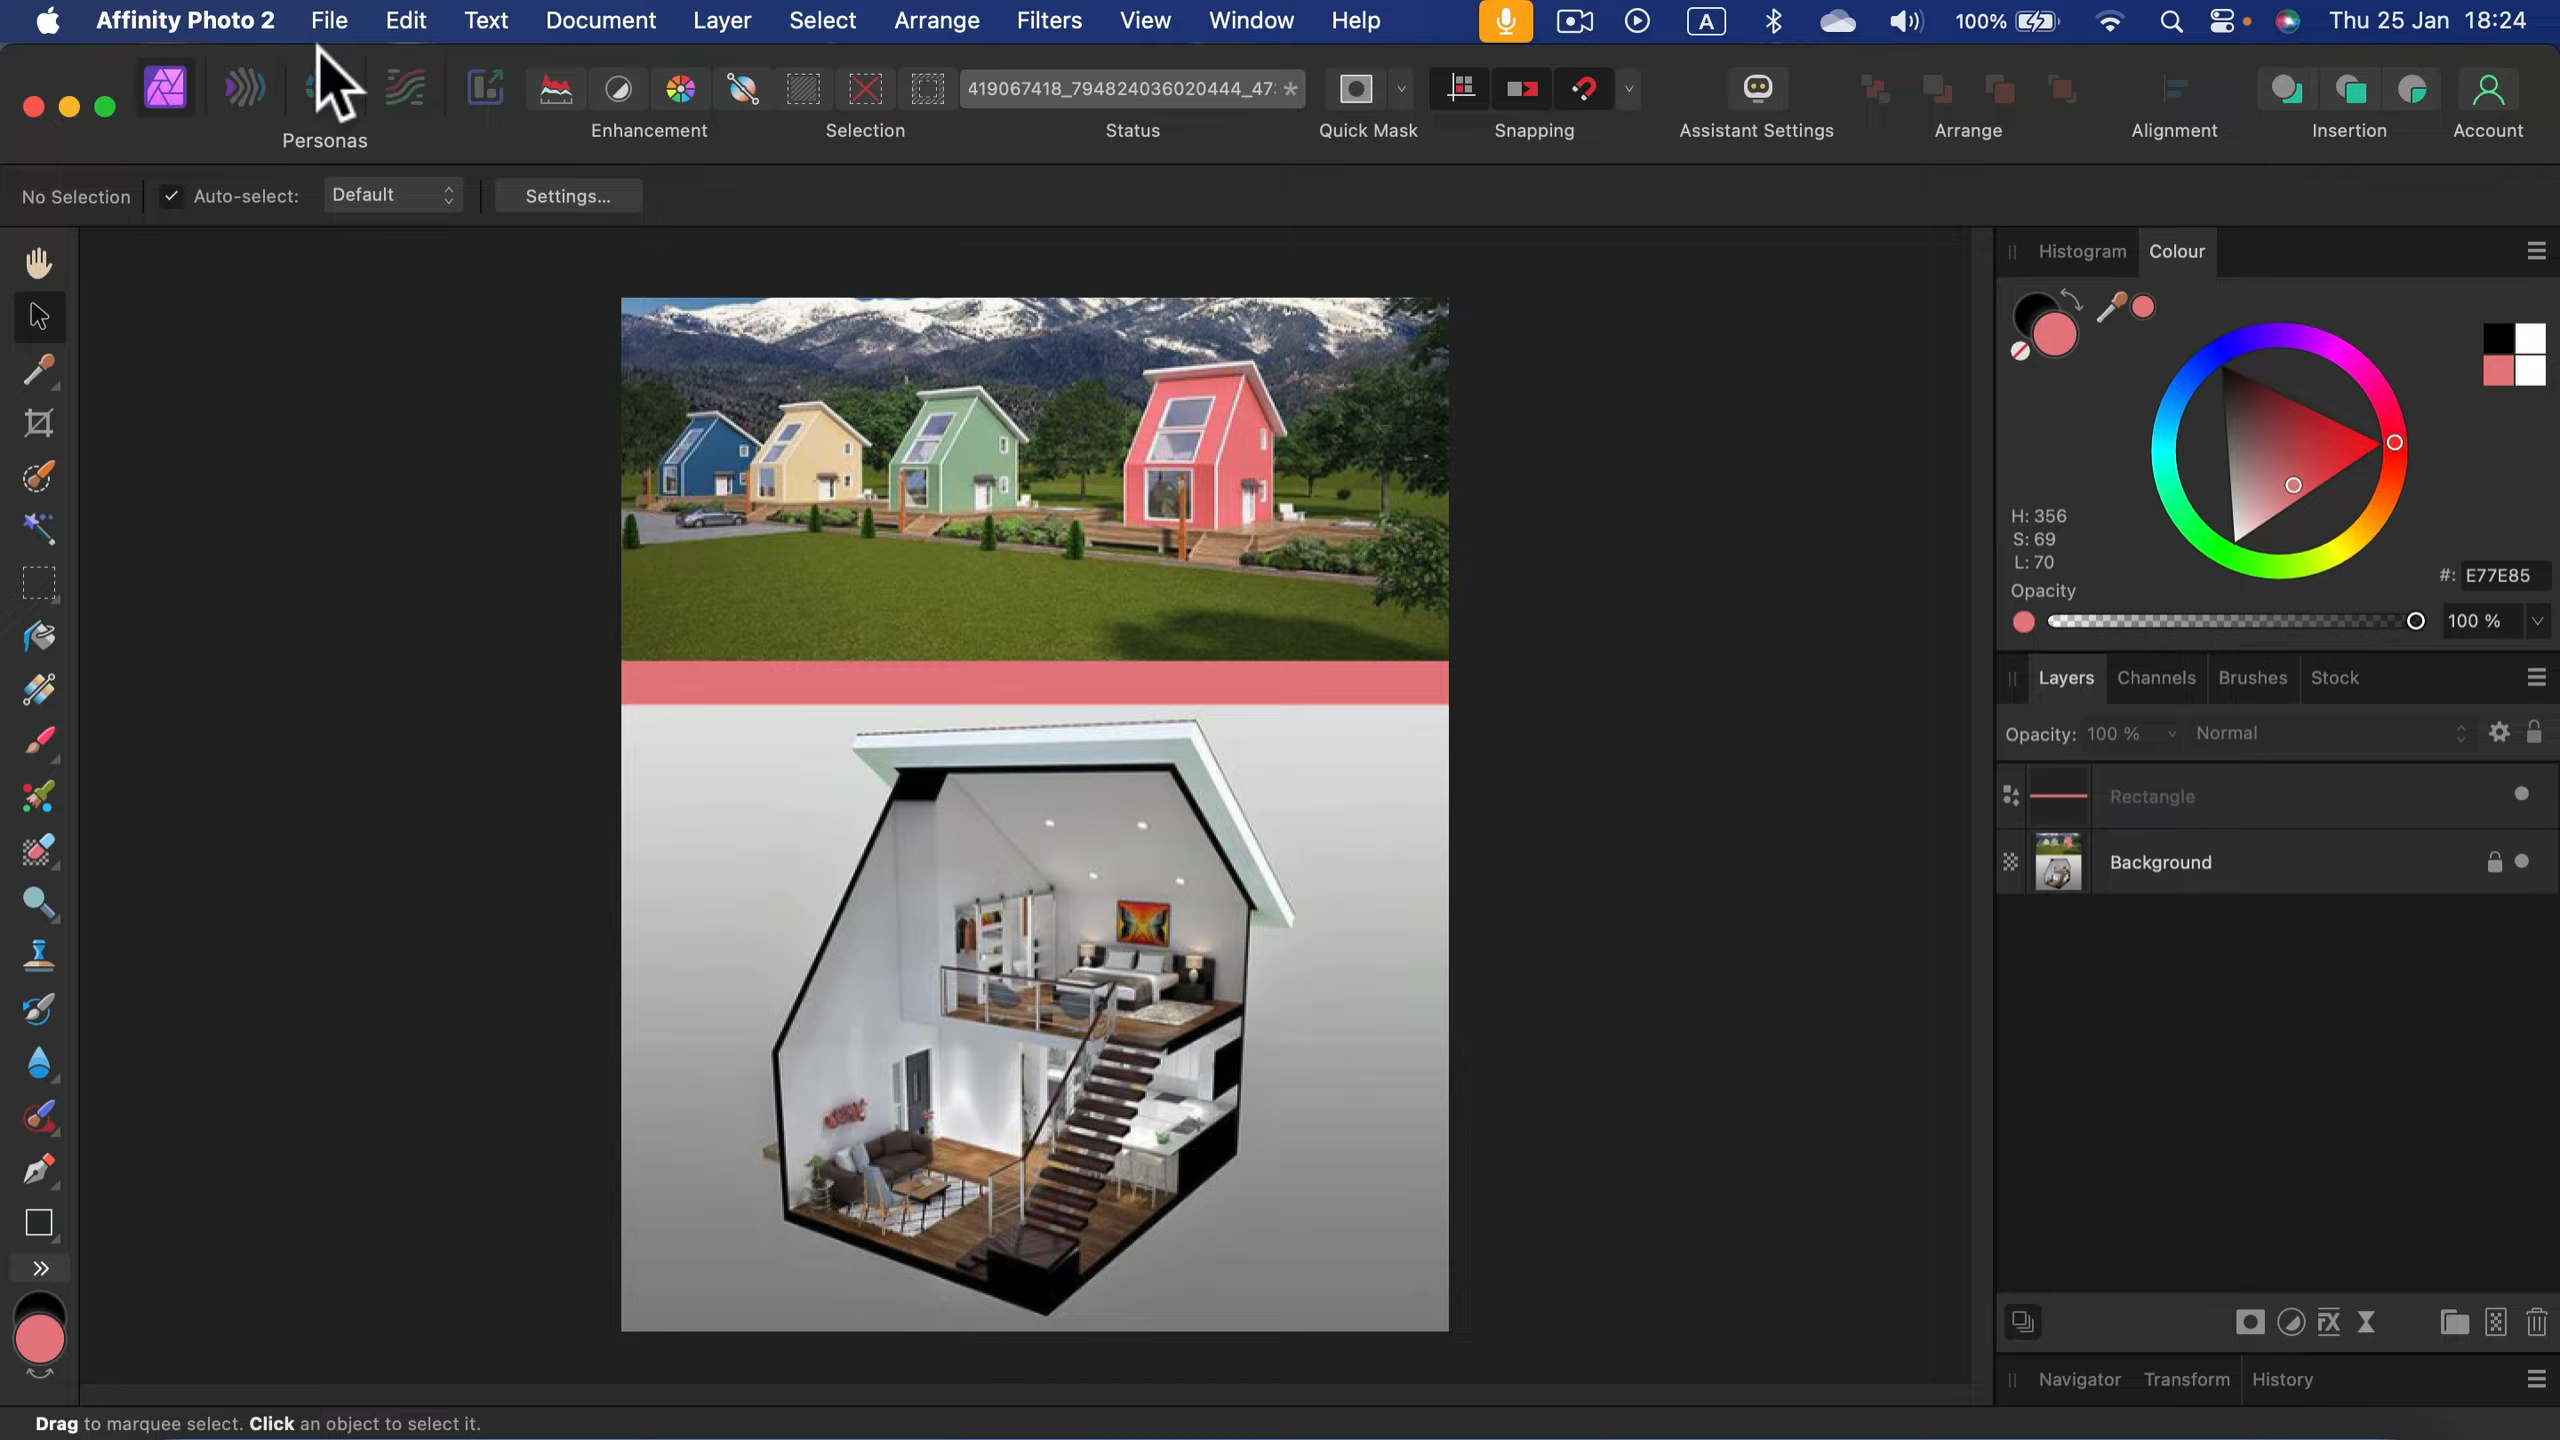 Affinity Photo 2 File Edit Text Document Layer Select Arrange Filters View Window Help A 100% Thu 25 Jan 18:24
419067418_794824036020444_47: *
Personas Enhancement Selection Status Quick Mask Snapping Assistant Settings Arrange Alignment Insertion Account
No Selection Auto-select: Default Settings...
Histogram Colour
H: 356
S: 69
L: 70
#: E77E85
Opacity
100 %
Layers Channels Brushes Stock
Opacity: 100 % Normal
Rectangle
Background
Navigator Transform History
Drag to marquee select. Click an object to select it.